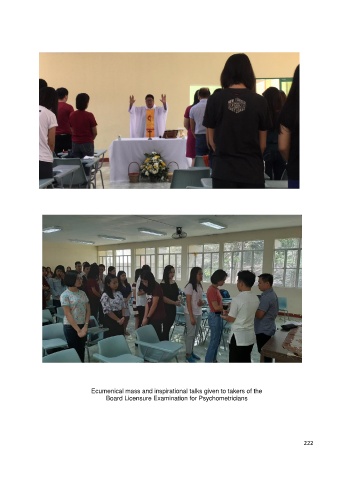 Ecumenical mass and inspirational talks given to takers of the
Board Licensure Examination for Psychometricians
222